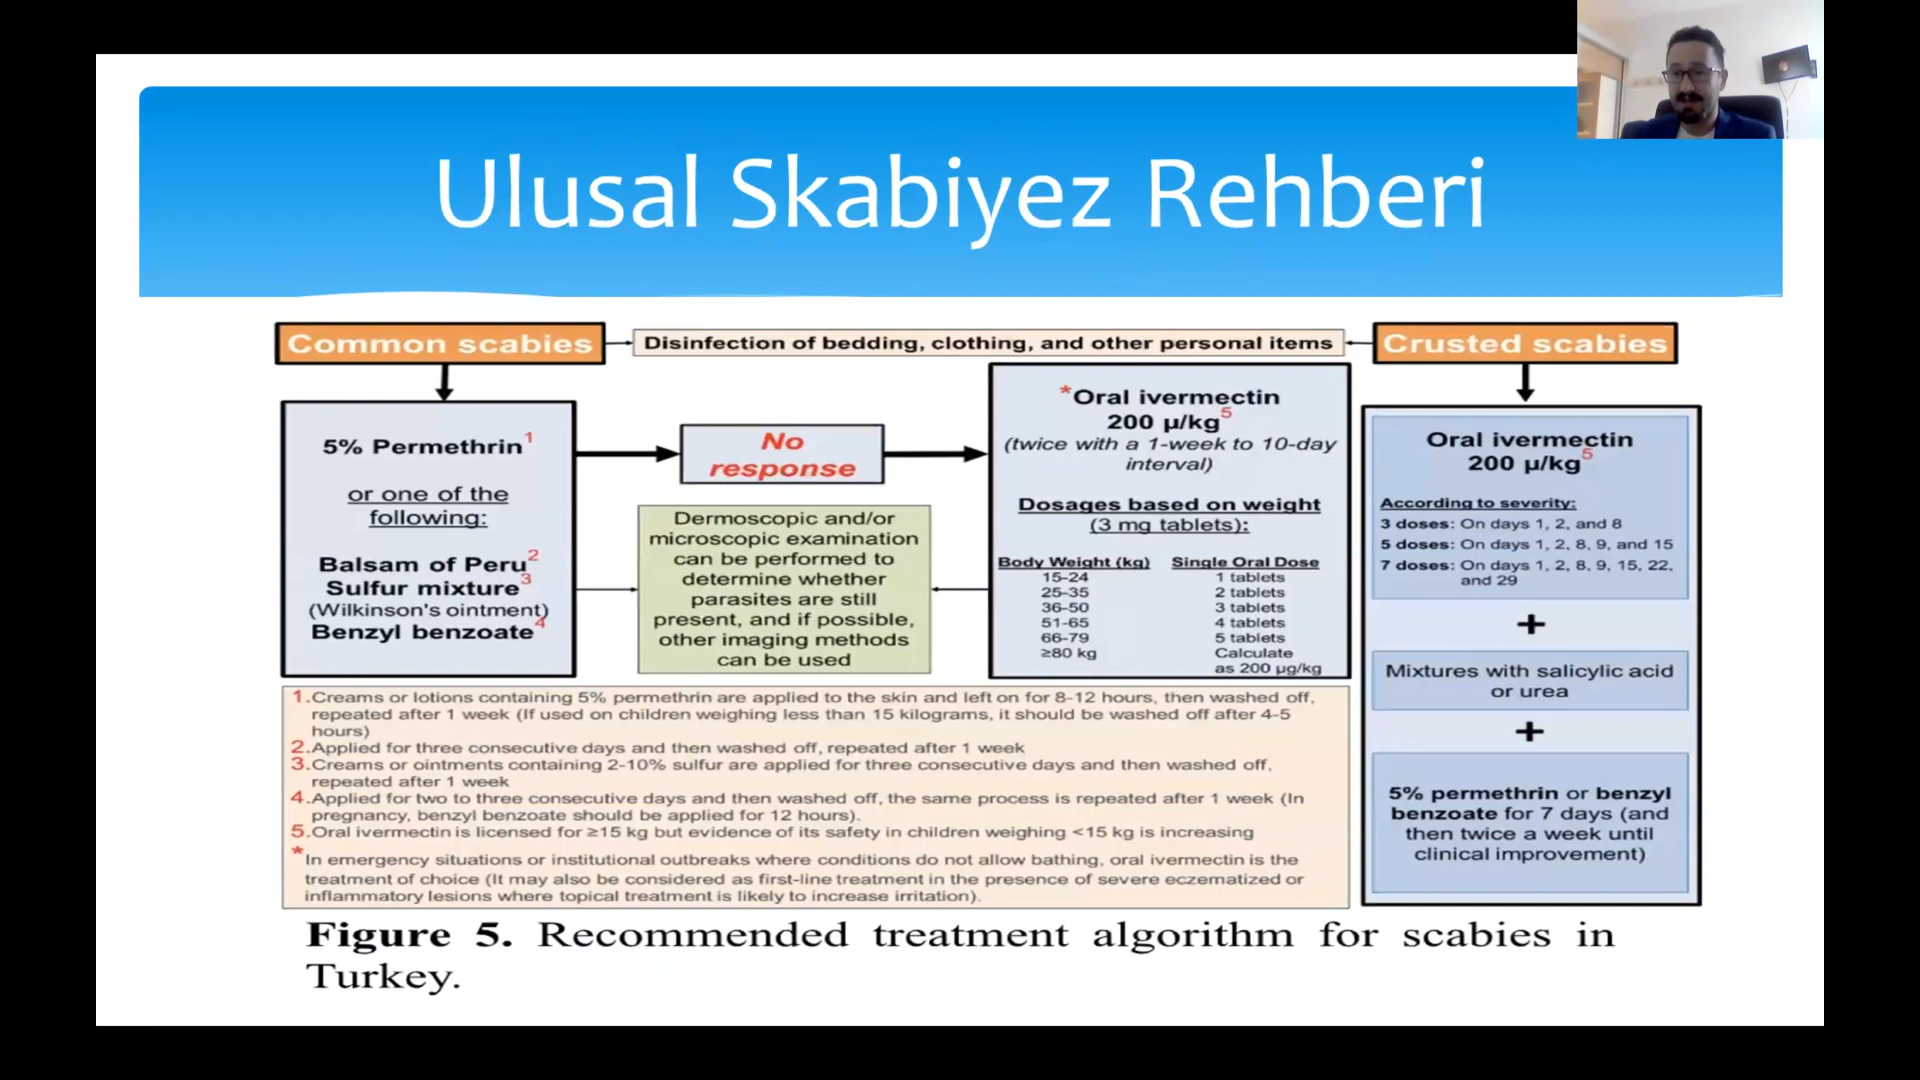 Ulusal Skabiyez Rehberi
Common scabies
Disinfection of bedding, clothing, and other personal items
Crusted scabies
5% Permethrin1
or one of the
following:
Balsam of Peru2
Sulfur mixture3
(Wilkinson's ointment)
Benzyl benzoate4
No
response
Dermoscopic and/or
microscopic examination
can be performed to
determine whether
parasites are still
present, and if possible,
other imaging methods
can be used
*Oral ivermectin
200 µ/kg5
(twice with a 1-week to 10-day
interval)
Dosages based on weight
(3 mg tablets):
Body Weight (kg) Single Oral Dose
15-24 1 tablets
25-35 2 tablets
36-50 3 tablets
51-65 4 tablets
66-79 5 tablets
≥80 kg Calculate
as 200 µg/kg
Oral ivermectin
200 µ/kg5
According to severity:
3 doses: On days 1, 2, and 8
5 doses: On days 1, 2, 8, 9, and 15
7 doses: On days 1, 2, 8, 9, 15, 22,
and 29
+
Mixtures with salicylic acid
or urea
+
5% permethrin or benzyl
benzoate for 7 days (and
then twice a week until
clinical improvement)
1.Creams or lotions containing 5% permethrin are applied to the skin and left on for 8-12 hours, then washed off,
repeated after 1 week (If used on children weighing less than 15 kilograms, it should be washed off after 4-5
hours)
2.Applied for three consecutive days and then washed off, repeated after 1 week
3.Creams or ointments containing 2-10% sulfur are applied for three consecutive days and then washed off,
repeated after 1 week
4.Applied for two to three consecutive days and then washed off, the same process is repeated after 1 week (In
pregnancy, benzyl benzoate should be applied for 12 hours).
5.Oral ivermectin is licensed for ≥15 kg but evidence of its safety in children weighing <15 kg is increasing
*In emergency situations or institutional outbreaks where conditions do not allow bathing, oral ivermectin is the
treatment of choice (It may also be considered as first-line treatment in the presence of severe eczematized or
inflammatory lesions where topical treatment is likely to increase irritation).
Figure 5. Recommended treatment algorithm for scabies in
Turkey.